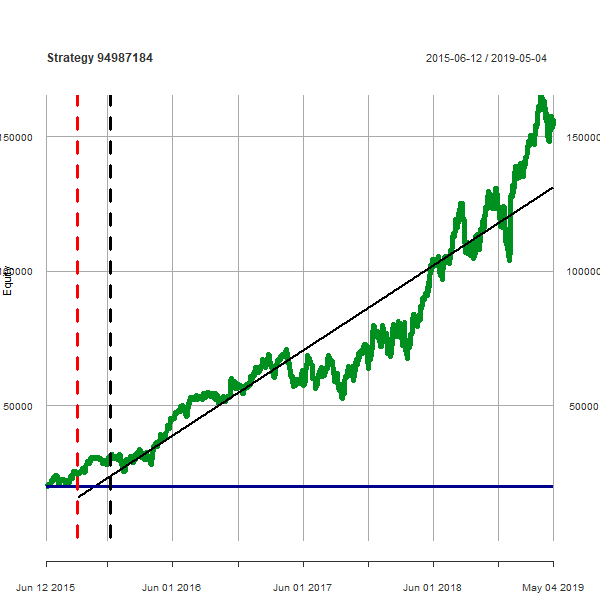 Strategy 94987184 2015-06-12 / 2019-05-04
150000 150000
100000 100000
Equity
50000 50000
Jun 12 2015 Jun 01 2016 Jun 01 2017 Jun 01 2018 May 04 2019